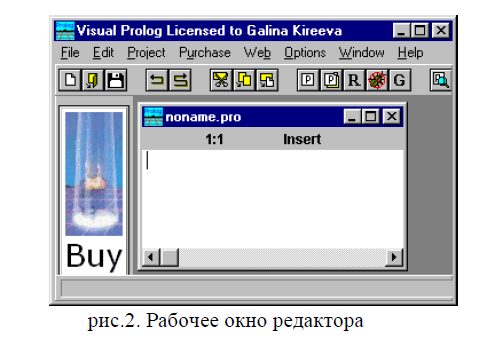 Visual Prolog Licensed to Galina Kireeva
File Edit Project Purchase Web Options Window Help
P P R G
noname.pro
1:1 Insert
Buy
рис.2. Рабочее окно редактора